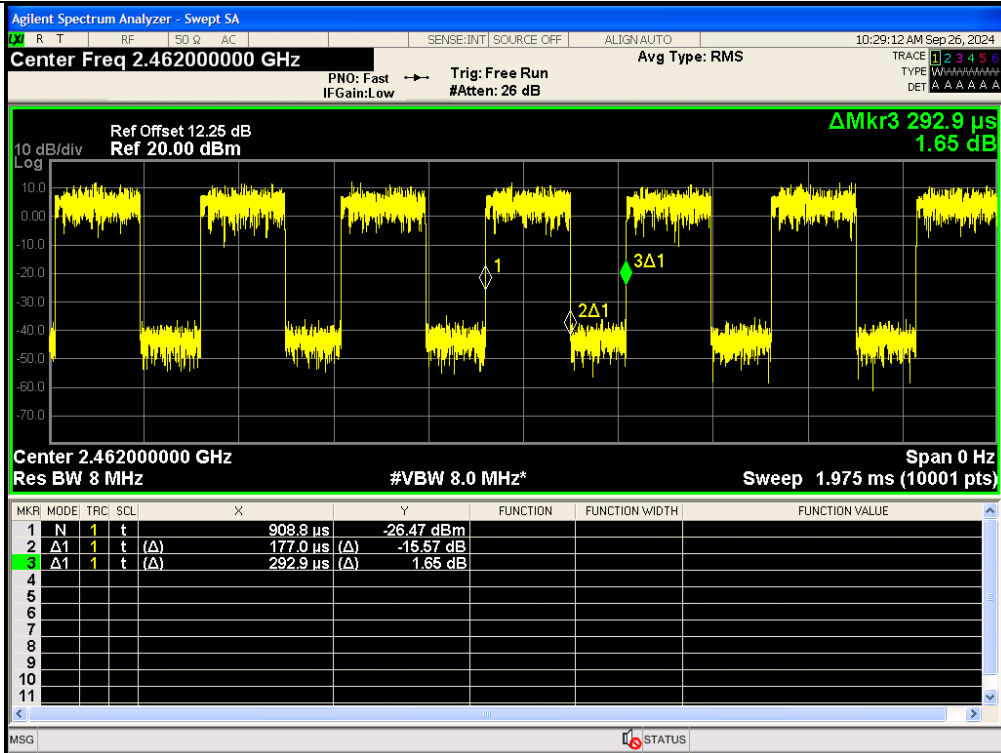 Agilent Spectrum Analyzer - Swept SA
LXI R T RF 50 Ω AC SENSE:INT SOURCE OFF ALIGN AUTO 10:29:12 AM Sep 26, 2024
Center Freq 2.462000000 GHz
PNO: Fast
IFGain:Low
Trig: Free Run
#Atten: 26 dB
Avg Type: RMS
TRACE 1 2 3 4 5 6
TYPE W
DET A A A A A A
ΔMkr3 292.9 µs
1.65 dB
Ref Offset 12.25 dB
10 dB/div Ref 20.00 dBm
Log
10.0
0.00
-10.0
-20.0
-30.0
-40.0
-50.0
-60.0
-70.0
1
2Δ1
3Δ1
Center 2.462000000 GHz Span 0 Hz
Res BW 8 MHz #VBW 8.0 MHz* Sweep 1.975 ms (10001 pts)
MKR MODE TRC SCL X Y FUNCTION FUNCTION WIDTH FUNCTION VALUE
1 N 1 t 908.8 µs -26.47 dBm
2 Δ1 1 t (Δ) 177.0 µs (Δ) -15.57 dB
3 Δ1 1 t (Δ) 292.9 µs (Δ) 1.65 dB
4
5
6
7
8
9
10
11
MSG STATUS